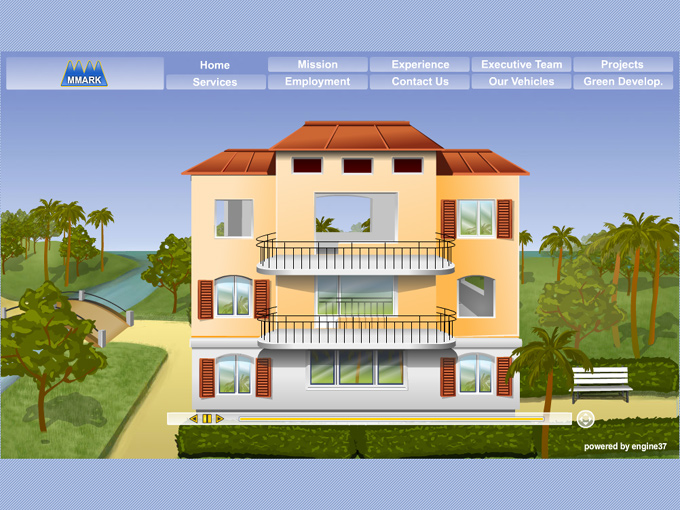 MMARK
Home
Mission
Experience
Executive Team
Projects
Services
Employment
Contact Us
Our Vehicles
Green Develop.
powered by engine37